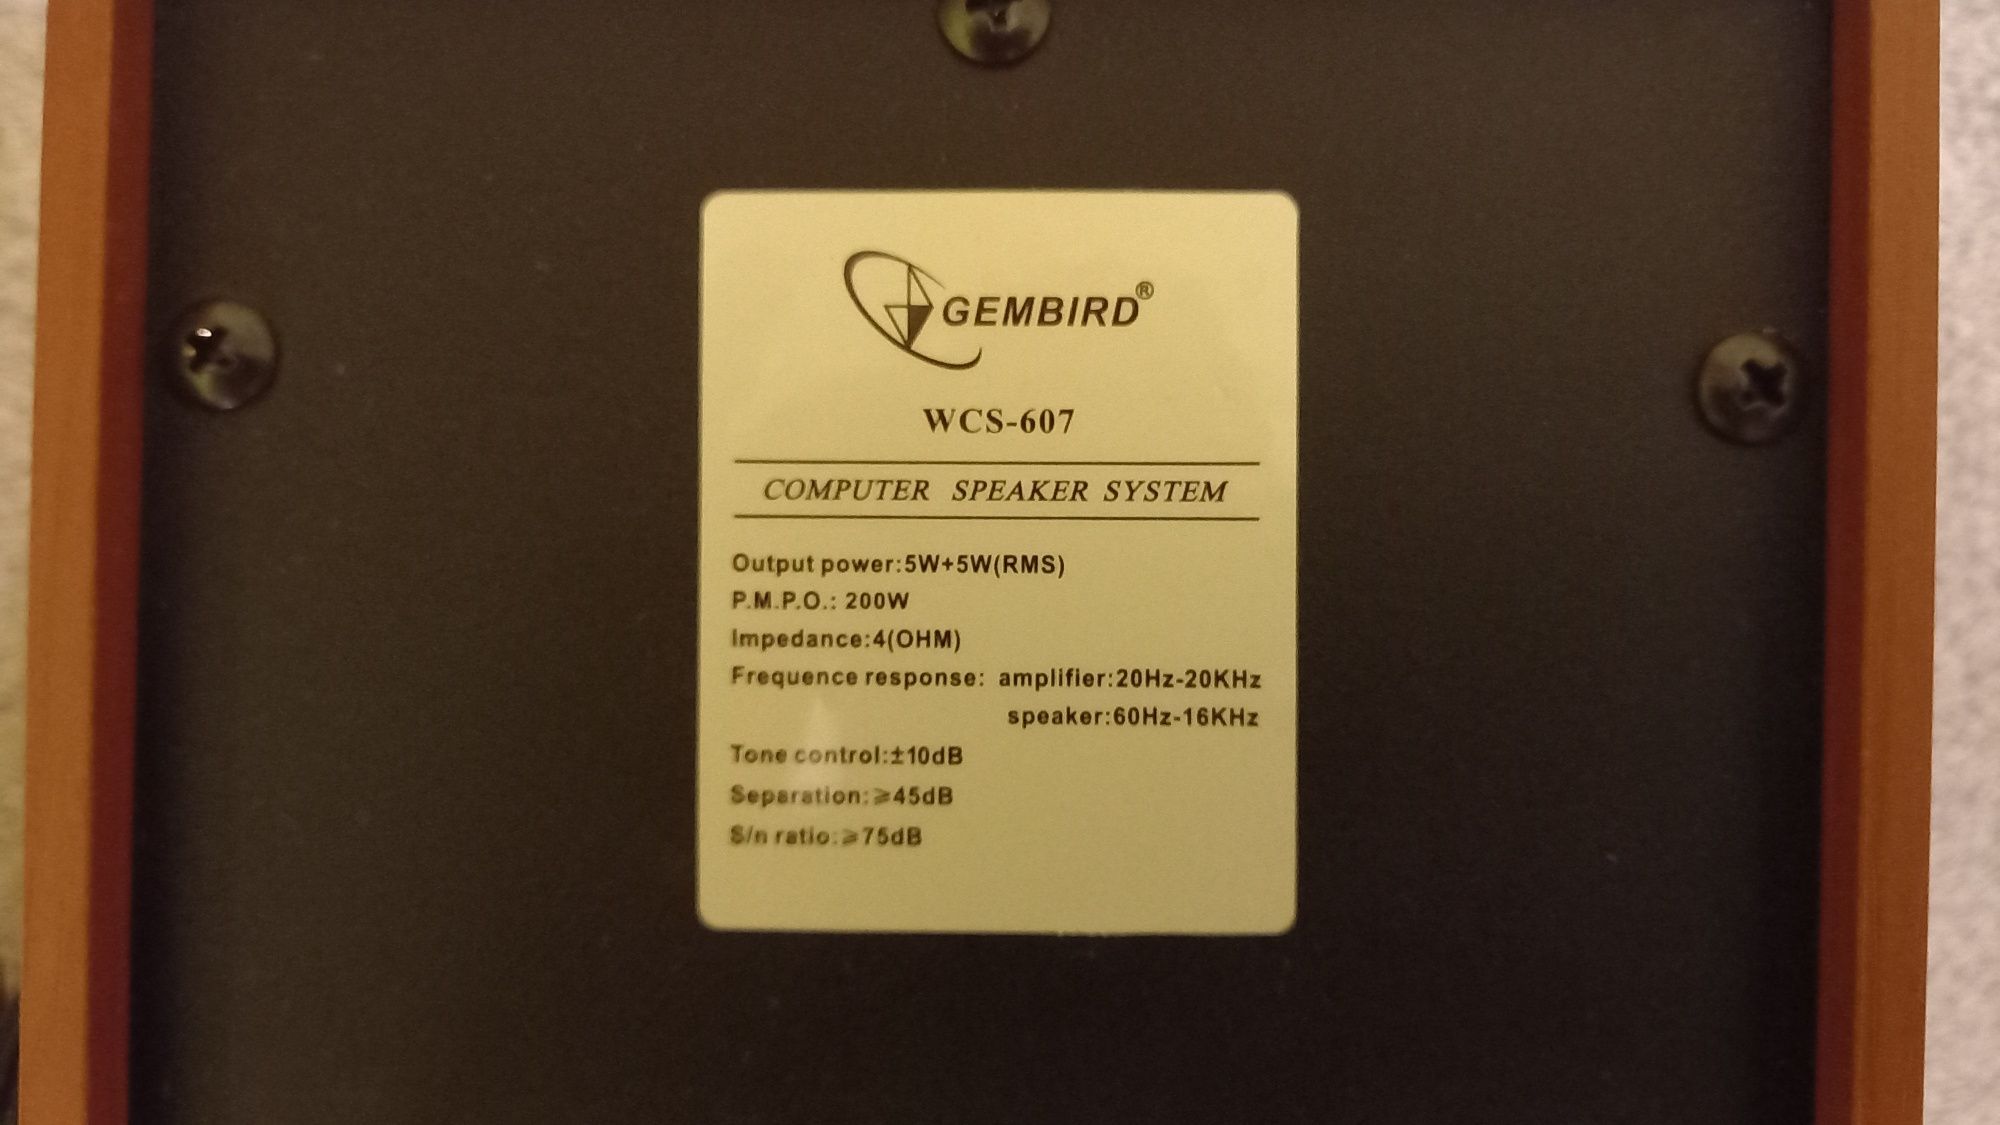 GEMBIRD®
WCS-607
COMPUTER SPEAKER SYSTEM
Output power:5W+5W(RMS)
P.M.P.O.: 200W
Impedance:4(OHM)
Frequence response: amplifier:20Hz-20KHz
speaker:60Hz-16KHz
Tone control:±10dB
Separation:⩾45dB
S/n ratio:⩾75dB